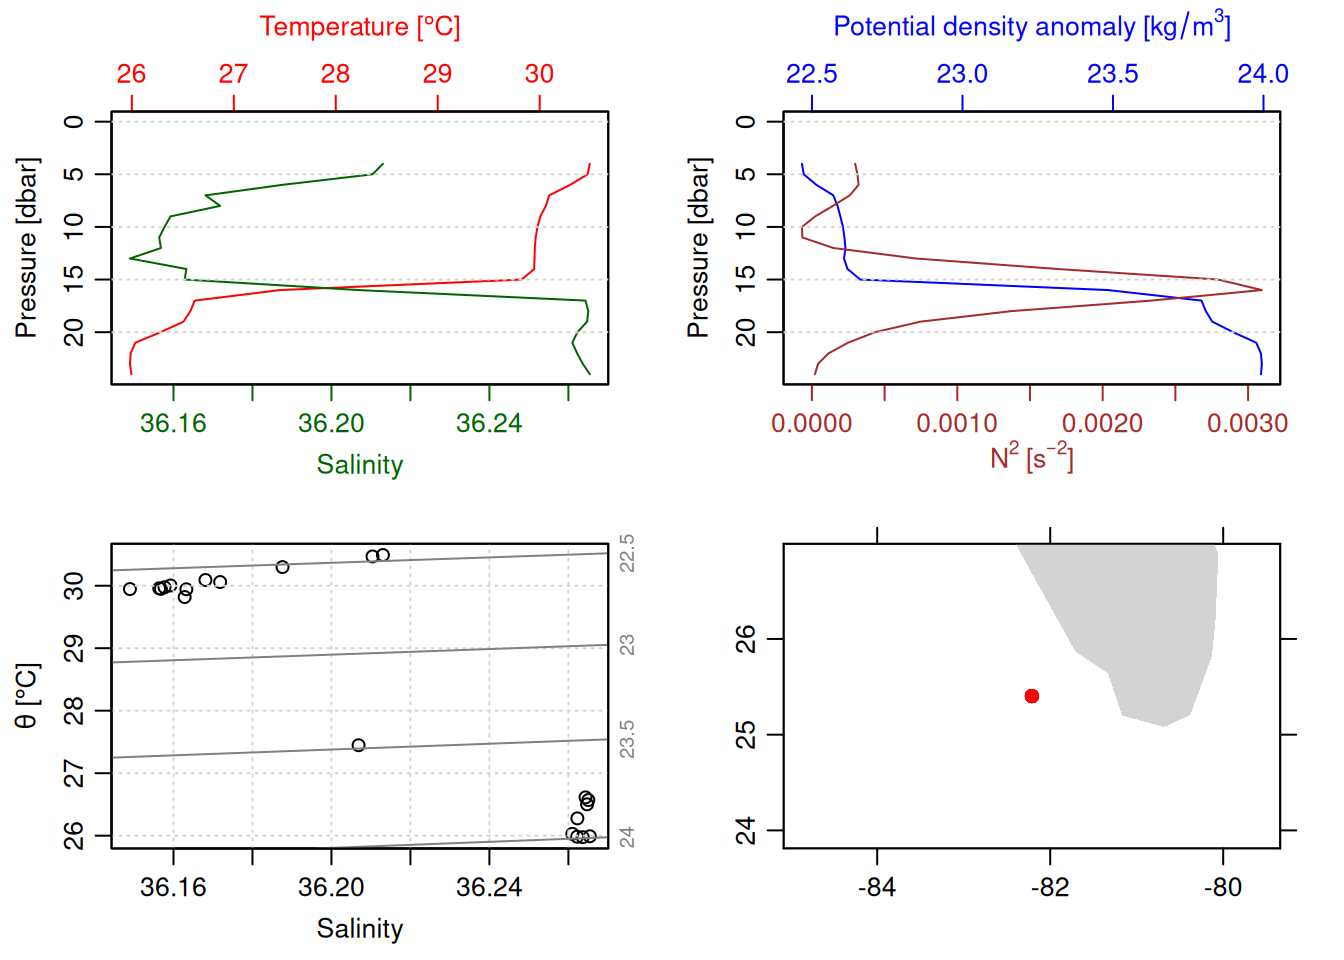 Temperature [°C]
26 27 28 29 30
Pressure [dbar]
0
5
10
15
20
36.16 36.20 36.24
Salinity
Potential density anomaly [kg/m³]
22.5 23.0 23.5 24.0
Pressure [dbar]
0
5
10
15
20
0.0000 0.0010 0.0020 0.0030
N² [s⁻²]
θ [°C]
30
29
28
27
26
22.5
23
23.5
24
36.16 36.20 36.24
Salinity
26
25
24
-84 -82 -80